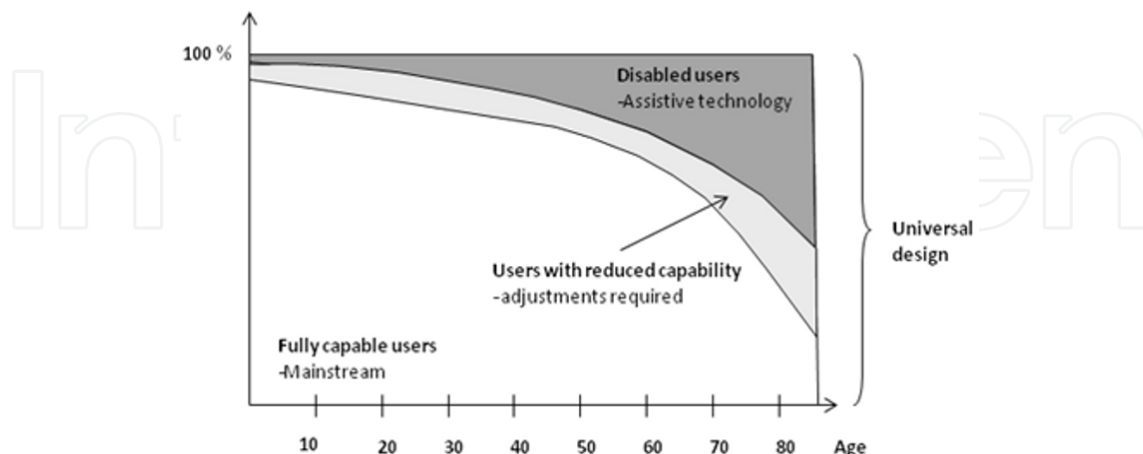 100 %
Disabled users
-Assistive technology
Universal
design
Users with reduced capability
-adjustments required
Fully capable users
-Mainstream
10 20 30 40 50 60 70 80 Age